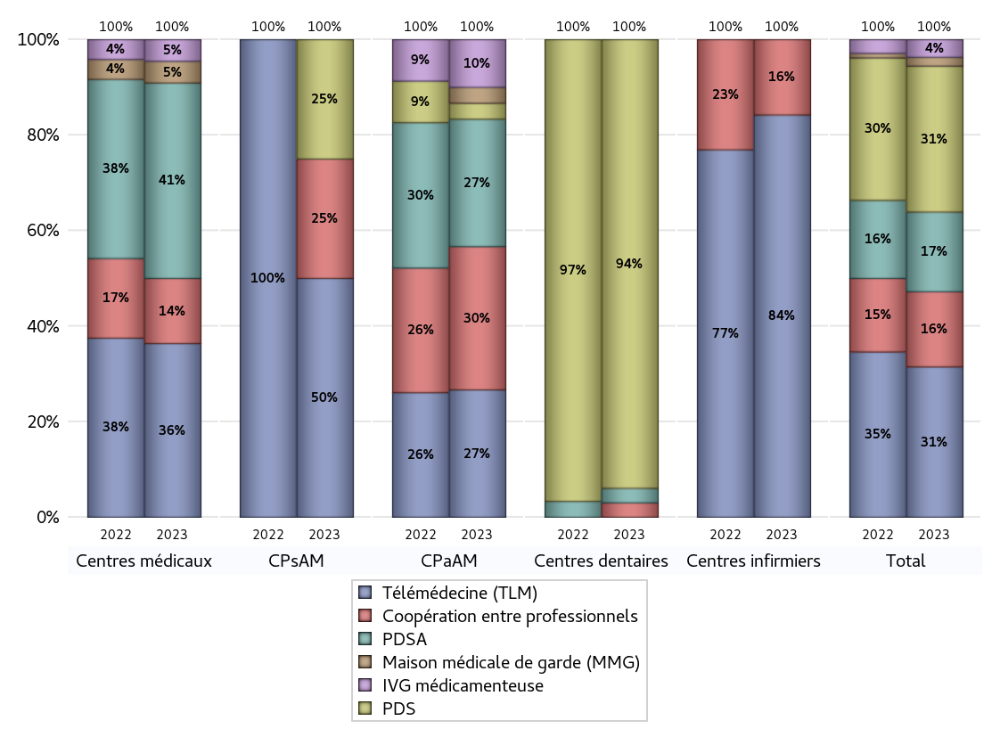 100% 100% 100% 100% 100% 100% 100% 100% 100% 100% 100% 100%
100%
80%
60%
40%
20%
0%
4% 4% 38% 17% 38%
5% 5% 41% 14% 36%
100%
25% 25% 50%
9% 9% 30% 26% 26%
10% 27% 30% 27%
97%
94%
23% 77%
16% 84%
30% 16% 15% 35%
4% 31% 17% 16% 31%
2022 2023 2022 2023 2022 2023 2022 2023 2022 2023 2022 2023
Centres médicaux CPsAM CPaAM Centres dentaires Centres infirmiers Total
Télémédecine (TLM)
Coopération entre professionnels
PDSA
Maison médicale de garde (MMG)
IVG médicamenteuse
PDS